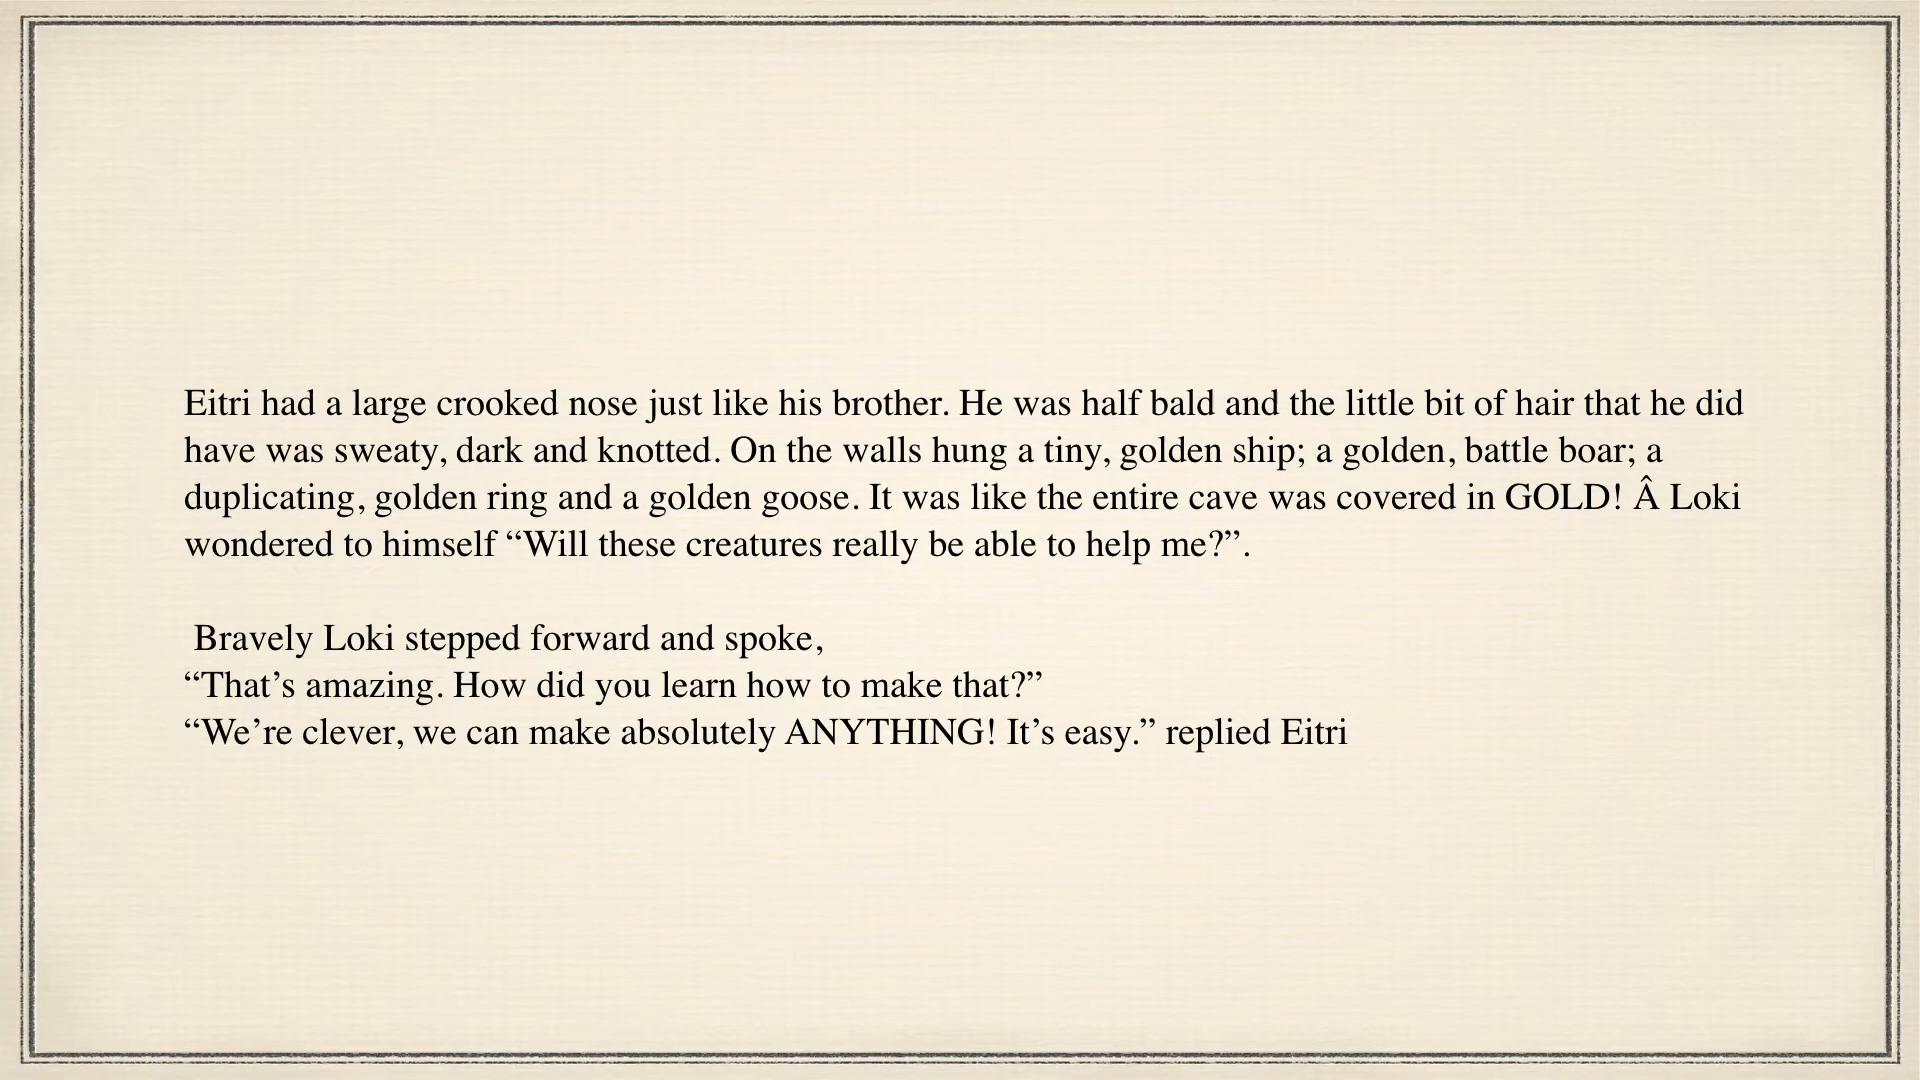 Eitri had a large crooked nose just like his brother. He was half bald and the little bit of hair that he did
have was sweaty, dark and knotted. On the walls hung a tiny, golden ship; a golden, battle boar; a
duplicating, golden ring and a golden goose. It was like the entire cave was covered in GOLD! Â Loki
wondered to himself “Will these creatures really be able to help me?”.
Bravely Loki stepped forward and spoke,
“That’s amazing. How did you learn how to make that?”
“We’re clever, we can make absolutely ANYTHING! It’s easy.” replied Eitri